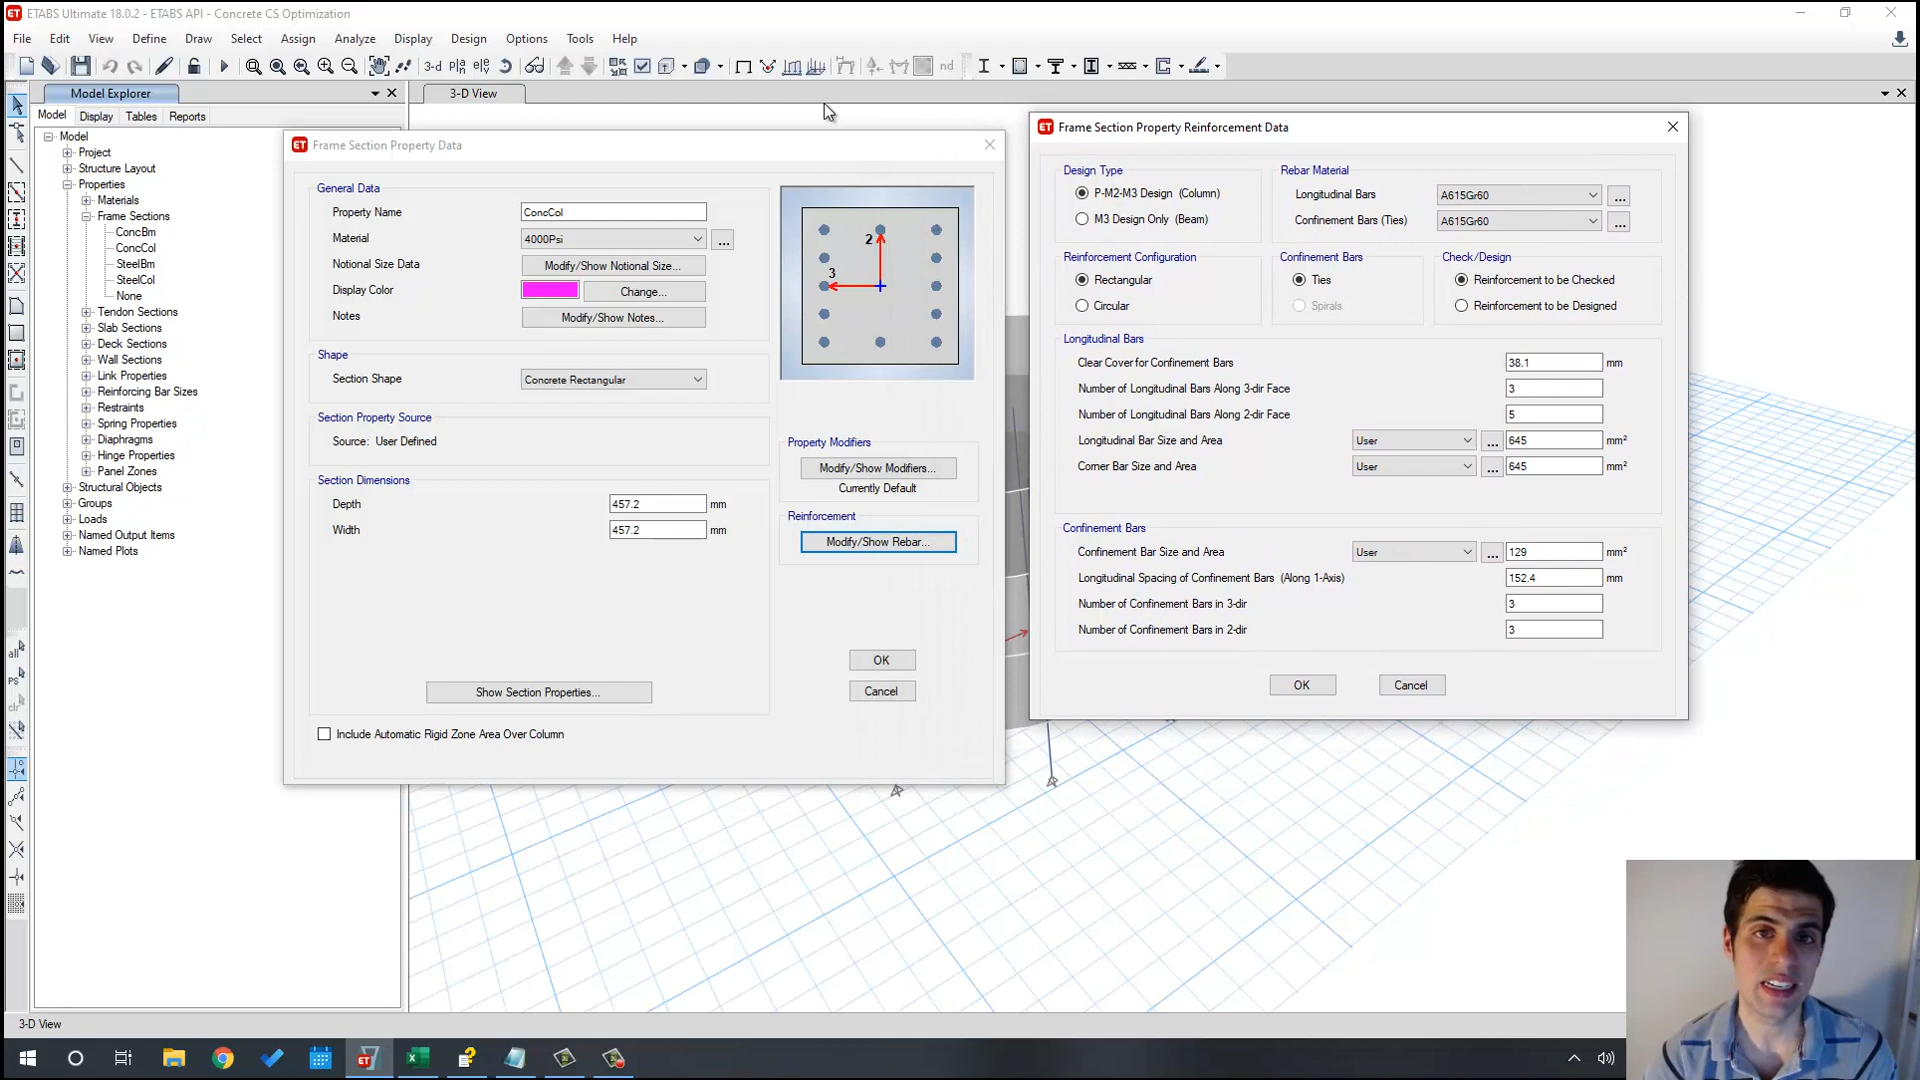 ETABS Ultimate 18.0.2 - ETABS API - Concrete CS Optimization
File Edit View Define Draw Select Assign Analyze Display Design Options Tools Help
3-d nd
Model Explorer
3-D View
Model Display Tables Reports
Model
Project
Structure Layout
Properties
Materials
Frame Sections
ConcBm
ConcCol
SteelBm
SteelCol
None
Tendon Sections
Slab Sections
Deck Sections
Wall Sections
Link Properties
Reinforcing Bar Sizes
Restraints
Spring Properties
Diaphragms
Hinge Properties
Panel Zones
Structural Objects
Groups
Loads
Named Output Items
Named Plots
all
PS
clr
Frame Section Property Data
General Data
Property Name ConcCol
Material 4000Psi ...
Notional Size Data Modify/Show Notional Size...
Display Color Change...
Notes Modify/Show Notes...
Shape
Section Shape Concrete Rectangular
Section Property Source
Source: User Defined
Section Dimensions
Depth 457.2 mm
Width 457.2 mm
Show Section Properties...
Include Automatic Rigid Zone Area Over Column
2
3
Property Modifiers
Modify/Show Modifiers...
Currently Default
Reinforcement
Modify/Show Rebar...
OK
Cancel
Frame Section Property Reinforcement Data
Design Type
P-M2-M3 Design (Column)
M3 Design Only (Beam)
Rebar Material
Longitudinal Bars A615Gr60 ...
Confinement Bars (Ties) A615Gr60 ...
Reinforcement Configuration
Rectangular
Circular
Confinement Bars
Ties
Spirals
Check/Design
Reinforcement to be Checked
Reinforcement to be Designed
Longitudinal Bars
Clear Cover for Confinement Bars 38.1 mm
Number of Longitudinal Bars Along 3-dir Face 3
Number of Longitudinal Bars Along 2-dir Face 5
Longitudinal Bar Size and Area User ... 645 mm²
Corner Bar Size and Area User ... 645 mm²
Confinement Bars
Confinement Bar Size and Area User ... 129 mm²
Longitudinal Spacing of Confinement Bars (Along 1-Axis) 152.4 mm
Number of Confinement Bars in 3-dir 3
Number of Confinement Bars in 2-dir 3
OK Cancel
3-D View